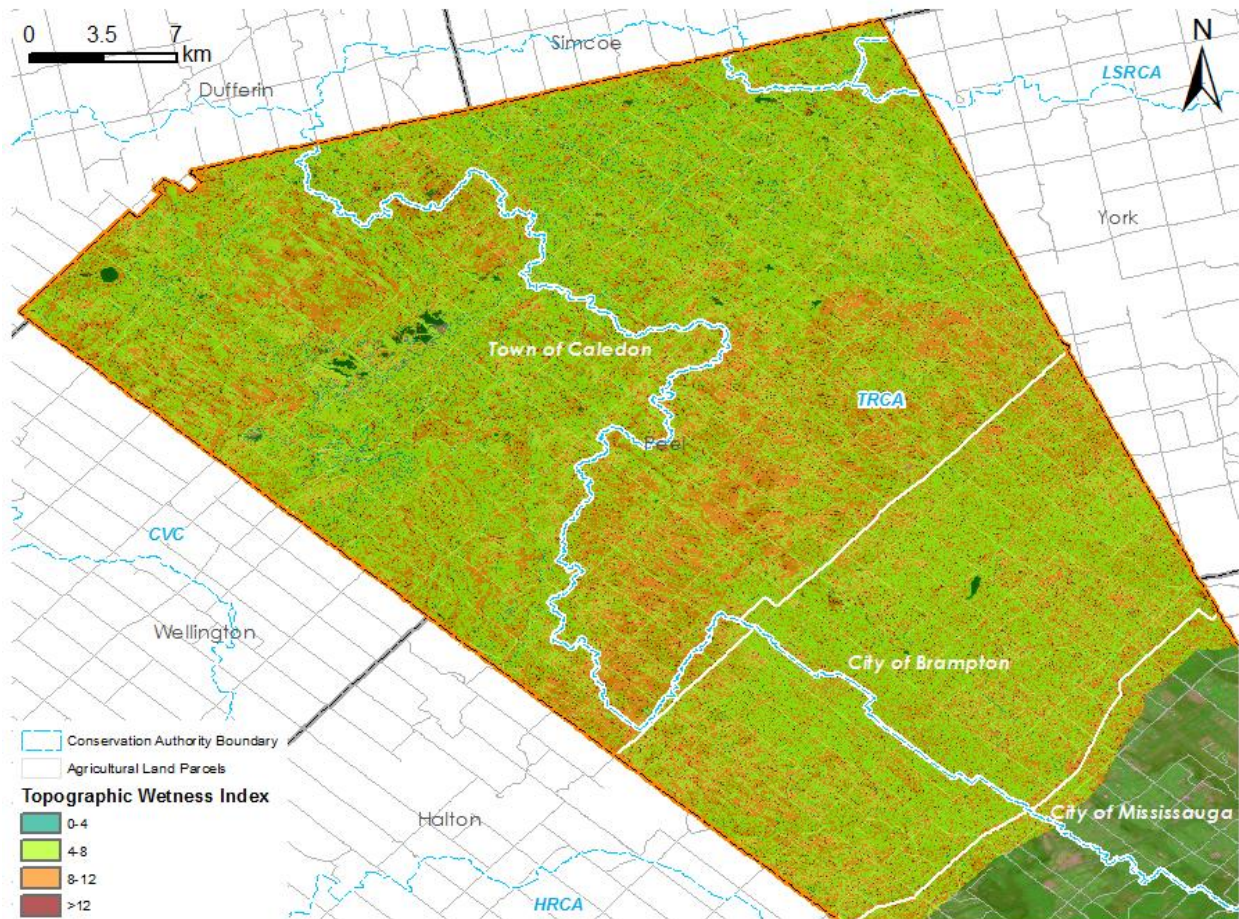 0 3.5 7
km
N
Simcoe
LSRCA
Dufferin
York
Town of Caledon
TRCA
Peel
CVC
Wellington
City of Brampton
Conservation Authority Boundary
Agricultural Land Parcels
Topographic Wetness Index
0-4
4-8
8-12
>12
Halton
City of Mississauga
HRCA